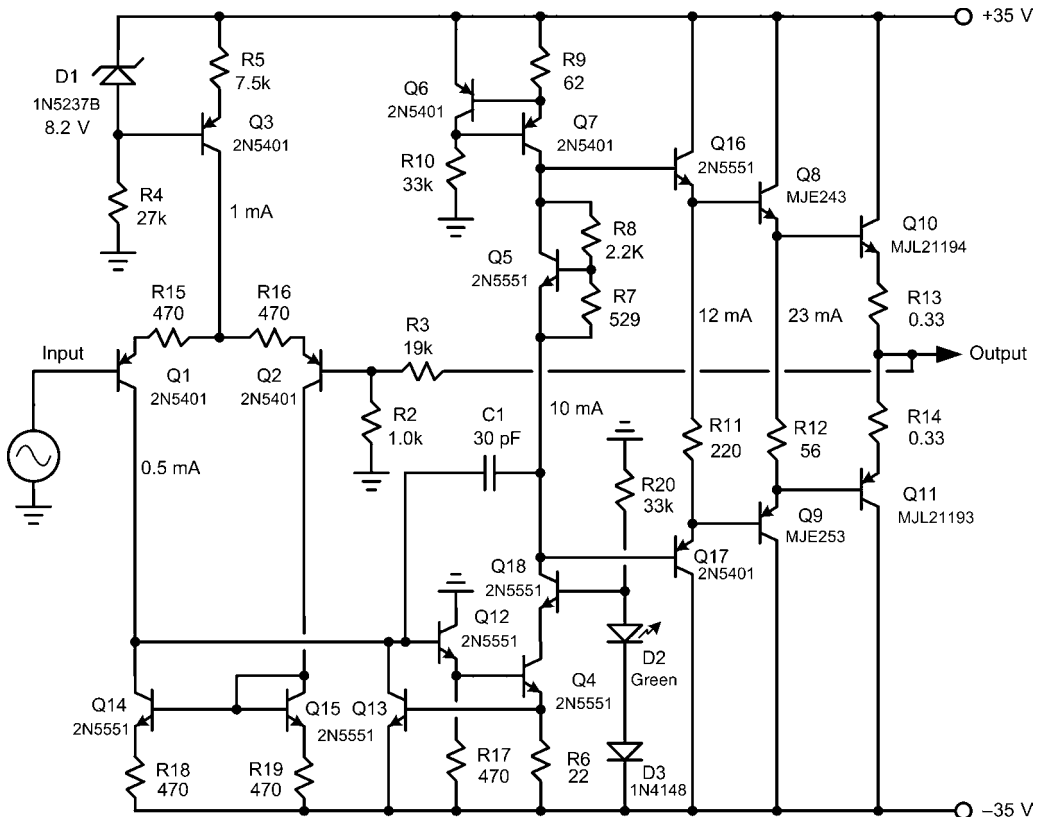 +35 V
D1
1N5237B
8.2 V
R5
7.5k
Q3
2N5401
R4
27k
1 mA
Q6
2N5401
R9
62
Q7
2N5401
R10
33k
Q16
2N5551
Q8
MJE243
Q10
MJL21194
R8
2.2K
Q5
2N5551
R7
529
R15
470
R16
470
R3
19k
12 mA
23 mA
R13
0.33
Input
Output
Q1
2N5401
Q2
2N5401
R2
1.0k
C1
30 pF
10 mA
R11
220
R12
56
R14
0.33
0.5 mA
R20
33k
Q11
MJL21193
Q9
MJE253
Q17
2N5401
Q18
2N5551
Q12
2N5551
D2
Green
Q4
2N5551
Q14
2N5551
Q15
2N5551
Q13
R18
470
R19
470
R17
470
R6
22
D3
1N4148
–35 V